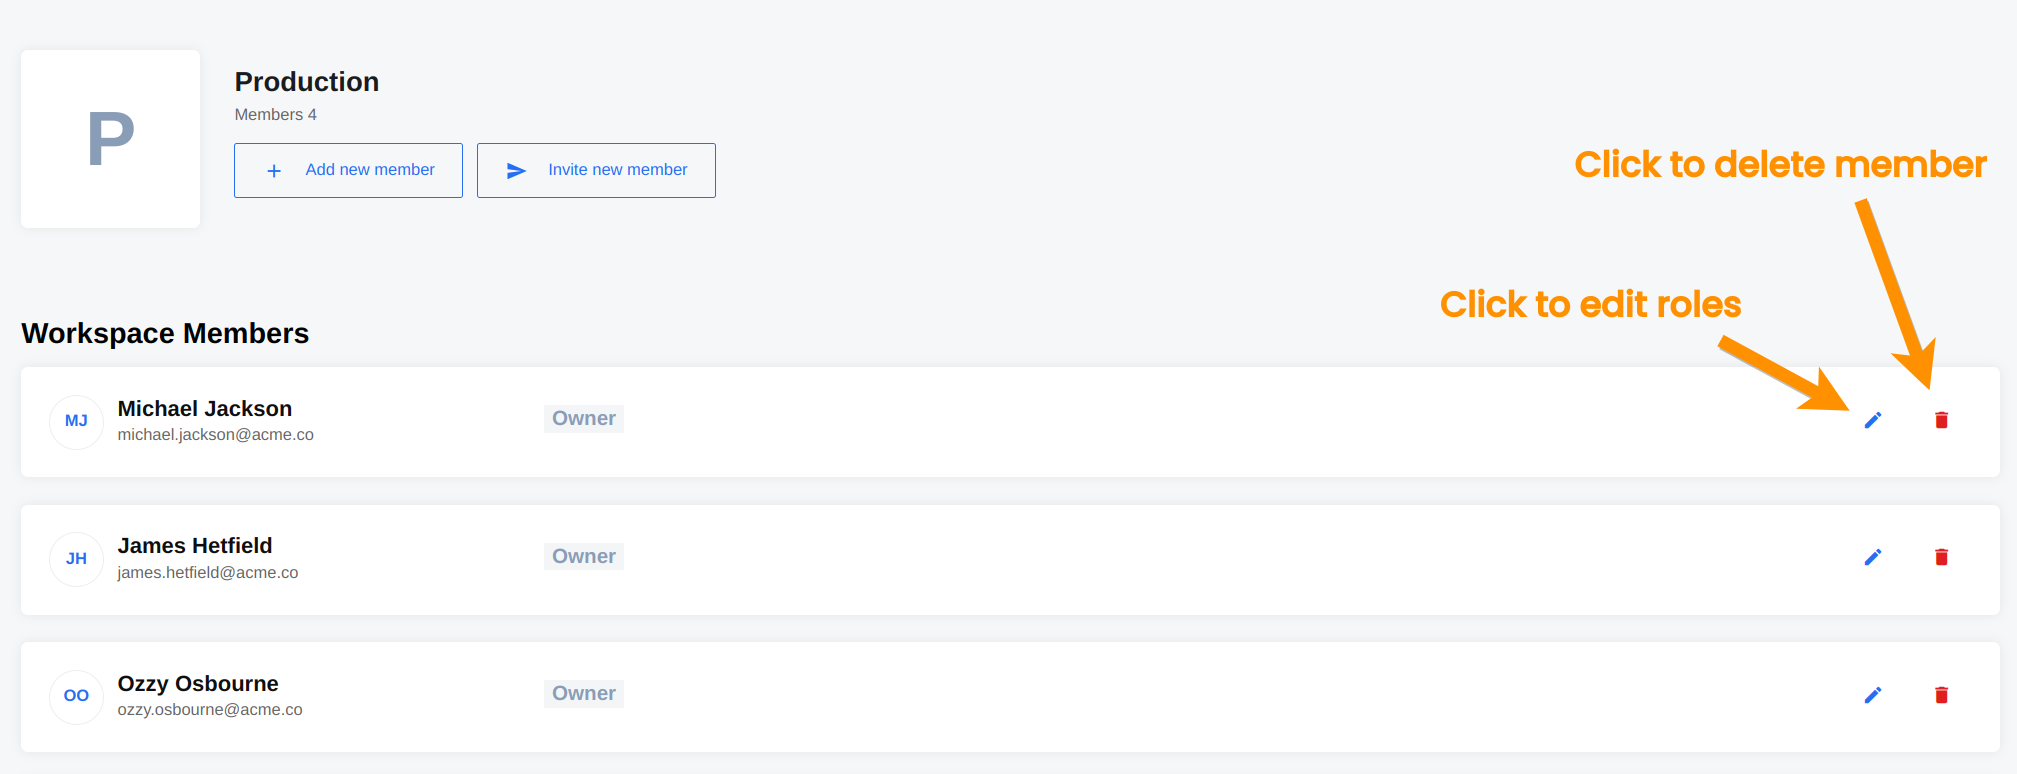 P
Production
Members 4
Add new member
Invite new member
Click to delete member
Click to edit roles
Workspace Members
MJ
Michael Jackson
michael.jackson@acme.co
Owner
JH
James Hetfield
james.hetfield@acme.co
Owner
OO
Ozzy Osbourne
ozzy.osbourne@acme.co
Owner